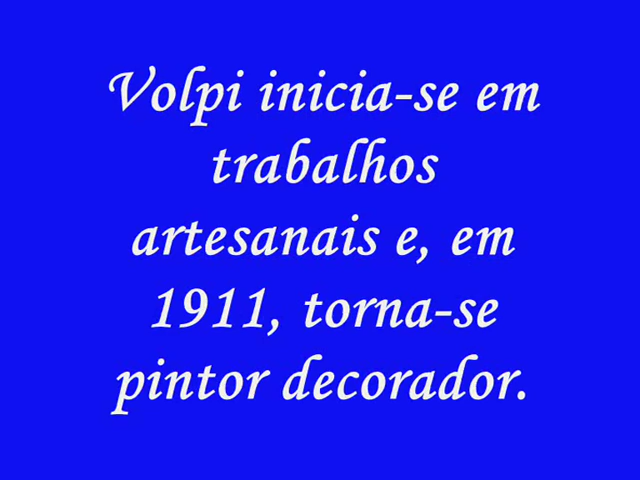 Volpi inicia-se em
trabalhos
artesanais e, em
1911, torna-se
pintor decorador.